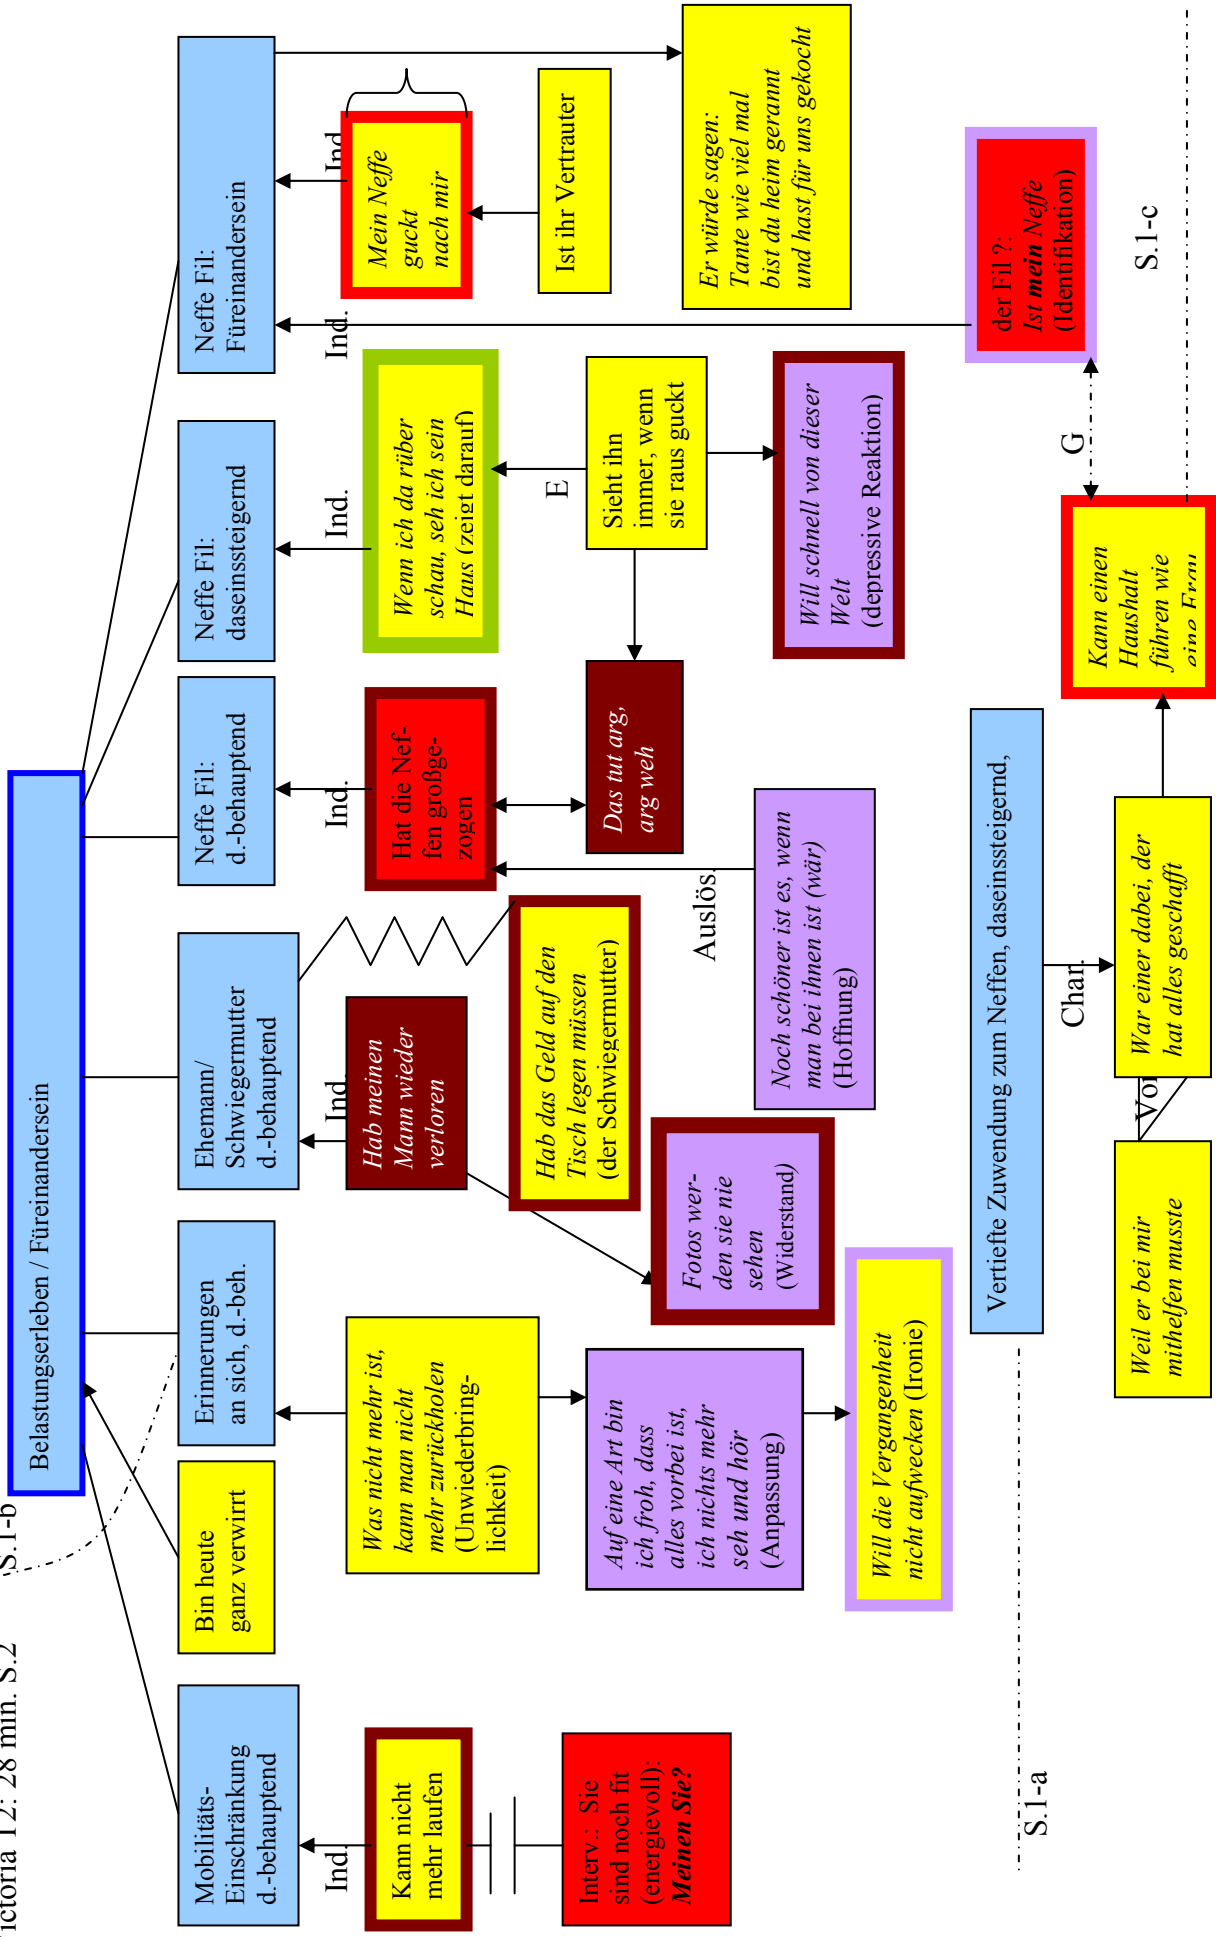 ictoria 12: 28 min. S.2
S.1-b
Belastungserleben / Füreinandersein
Mobilitäts-
Einschränkung
d.-behauptend
Bin heute
ganz verwirrt
Erinnerungen
an sich, d.-beh.
Ehemann/
Schwiegermutter
d.-behauptend
Neffe Fil:
d.-behauptend
Neffe Fil:
daseinssteigernd
Neffe Fil:
Füreinandersein
Ind.
Ind.
Ind.
Ind.
Ind.
Ind
Kann nicht
mehr laufen
Interv.: Sie
sind noch fit
(energievoll):
Meinen Sie?
Was nicht mehr ist,
kann man nicht
mehr zurückholen
(Unwiederbring-
lichkeit)
Auf eine Art bin
ich froh, dass
alles vorbei ist,
ich nichts mehr
seh und hör
(Anpassung)
Will die Vergangenheit
nicht aufwecken (Ironie)
Hab meinen
Mann wieder
verloren
Hab das Geld auf den
Tisch legen müssen
(der Schwiegermutter)
Fotos wer-
den sie nie
sehen
(Widerstand)
Hat die Nef-
fen großge-
zogen
Das tut arg,
arg weh
Auslös.
Noch schöner ist es, wenn
man bei ihnen ist (wär)
(Hoffnung)
Wenn ich da rüber
schau, seh ich sein
Haus (zeigt darauf)
E
Sieht ihn
immer, wenn
sie raus guckt
Will schnell von dieser
Welt
(depressive Reaktion)
Mein Neffe
guckt
nach mir
Ist ihr Vertrauter
Er würde sagen:
Tante wie viel mal
bist du heim gerannt
und hast für uns gekocht
der Fil ?:
Ist mein Neffe
(Identifikation)
G
S.1-a
Vertiefte Zuwendung zum Neffen, daseinssteigernd,
Char.
Weil er bei mir
mithelfen musste
Vor
War einer dabei, der
hat alles geschafft
Kann einen
Haushalt
führen wie
eine Frau
S.1-c